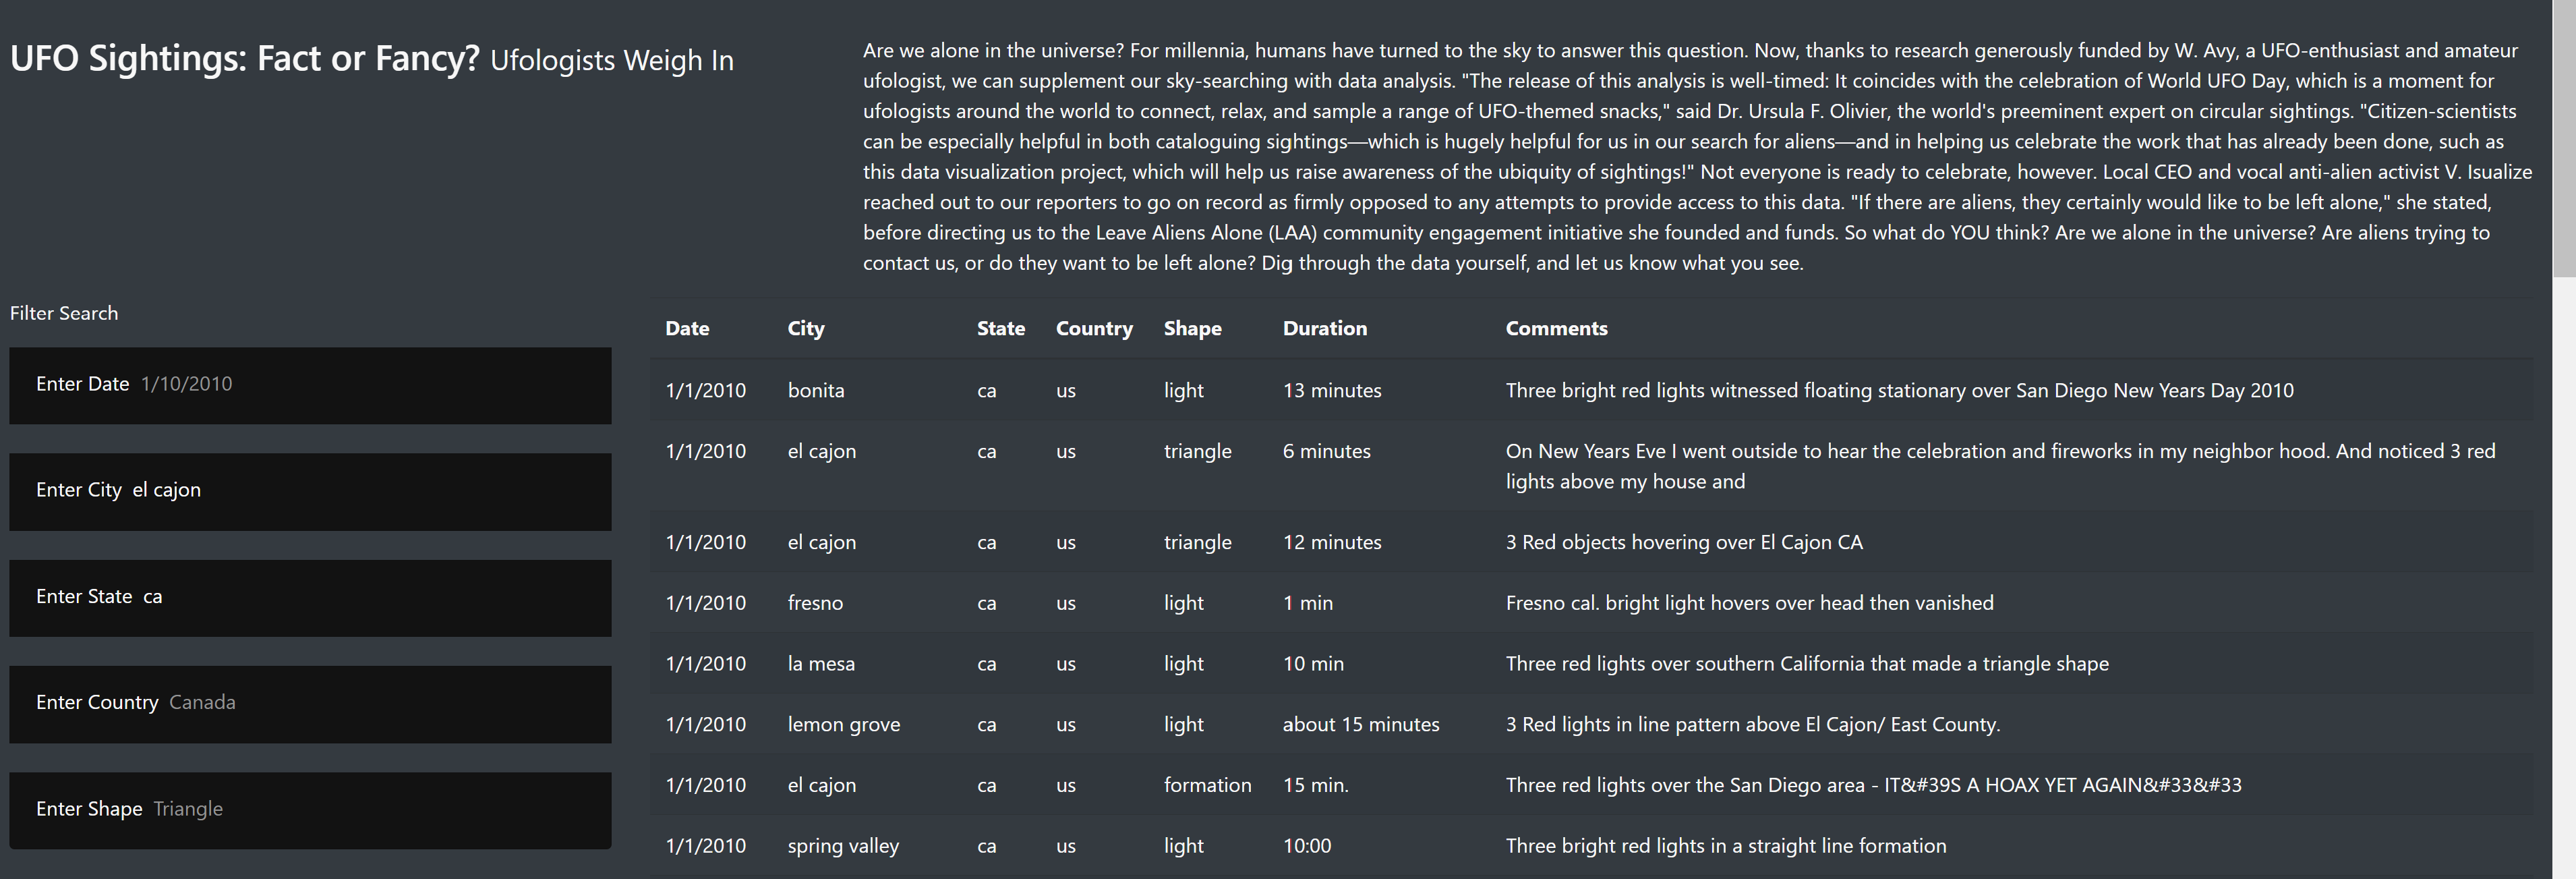 UFO Sightings: Fact or Fancy? Ufologists Weigh In
Are we alone in the universe? For millennia, humans have turned to the sky to answer this question. Now, thanks to research generously funded by W. Avy, a UFO-enthusiast and amateur
ufologist, we can supplement our sky-searching with data analysis. "The release of this analysis is well-timed: It coincides with the celebration of World UFO Day, which is a moment for
ufologists around the world to connect, relax, and sample a range of UFO-themed snacks," said Dr. Ursula F. Olivier, the world's preeminent expert on circular sightings. "Citizen-scientists
can be especially helpful in both cataloguing sightings—which is hugely helpful for us in our search for aliens—and in helping us celebrate the work that has already been done, such as
this data visualization project, which will help us raise awareness of the ubiquity of sightings!" Not everyone is ready to celebrate, however. Local CEO and vocal anti-alien activist V. Isualize
reached out to our reporters to go on record as firmly opposed to any attempts to provide access to this data. "If there are aliens, they certainly would like to be left alone," she stated,
before directing us to the Leave Aliens Alone (LAA) community engagement initiative she founded and funds. So what do YOU think? Are we alone in the universe? Are aliens trying to
contact us, or do they want to be left alone? Dig through the data yourself, and let us know what you see.
Filter Search
Enter Date 1/10/2010
Enter City el cajon
Enter State ca
Enter Country Canada
Enter Shape Triangle
Date City State Country Shape Duration Comments
1/1/2010 bonita ca us light 13 minutes Three bright red lights witnessed floating stationary over San Diego New Years Day 2010
1/1/2010 el cajon ca us triangle 6 minutes On New Years Eve I went outside to hear the celebration and fireworks in my neighbor hood. And noticed 3 red
lights above my house and
1/1/2010 el cajon ca us triangle 12 minutes 3 Red objects hovering over El Cajon CA
1/1/2010 fresno ca us light 1 min Fresno cal. bright light hovers over head then vanished
1/1/2010 la mesa ca us light 10 min Three red lights over southern California that made a triangle shape
1/1/2010 lemon grove ca us light about 15 minutes 3 Red lights in line pattern above El Cajon/ East County.
1/1/2010 el cajon ca us formation 15 min. Three red lights over the San Diego area - IT&#39S A HOAX YET AGAIN&#33&#33
1/1/2010 spring valley ca us light 10:00 Three bright red lights in a straight line formation